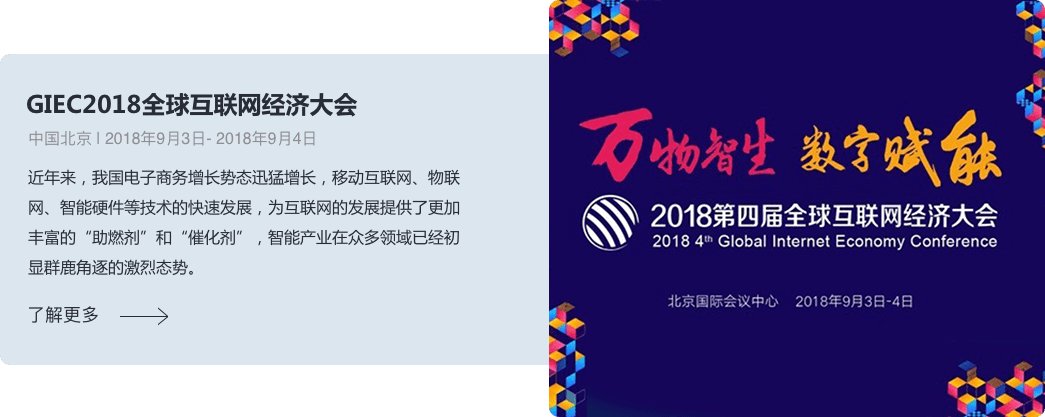 GIEC2018全球互联网经济大会
中国北京 I 2018年9月3日- 2018年9月4日
近年来，我国电子商务增长势态迅猛增长，移动互联网、物联
网、智能硬件等技术的快速发展，为互联网的发展提供了更加
丰富的“助燃剂”和“催化剂”，智能产业在众多领域已经初
显群鹿角逐的激烈态势。
了解更多
万物智生 数字赋能
2018第四届全球互联网经济大会
2018 4th Global Internet Economy Conference
北京国际会议中心 2018年9月3日-4日